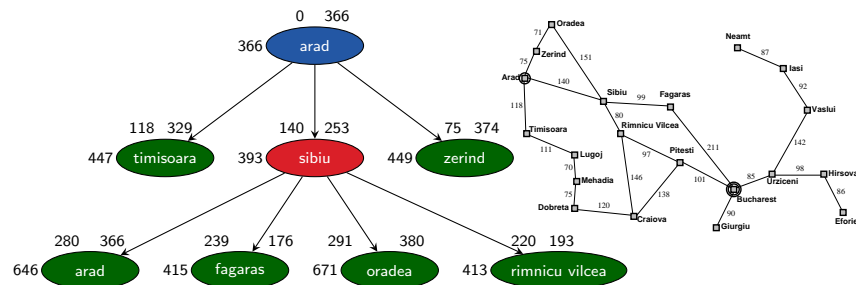 0 366
366 arad
118 329
447 timisoara
140 253
393 sibiu
75 374
449 zerind
280 366
646 arad
239 176
415 fagaras
291 380
671 oradea
220 193
413 rimnicu vilcea
Oradea
71
Zerind
75
151
Arad
140
118
Sibiu
99
Fagaras
80
Timisoara
Rimnicu Vilcea
111
Lugoj
70
Mehadia
75
Dobreta
120
146
97
Pitesti
138
Craiova
101
211
85
Bucharest
90
Giurgiu
Neamt
87
Iasi
92
Vaslui
142
Urziceni
98
Hirsova
86
Eforie